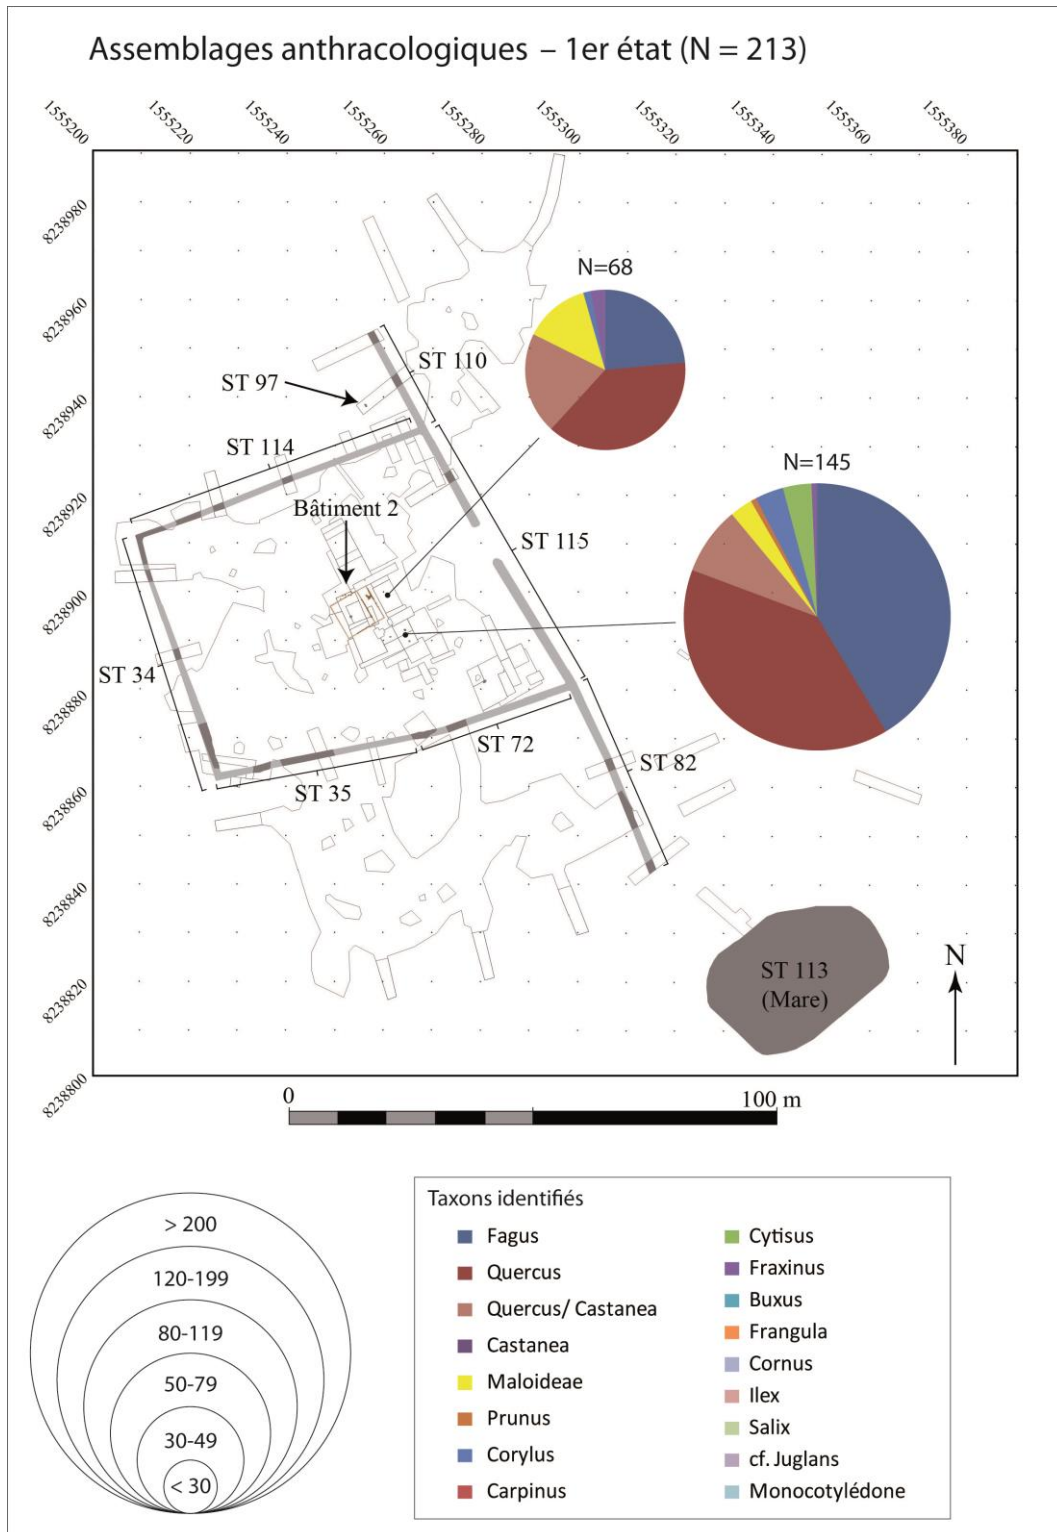 Assemblages anthracologiques – 1er état (N = 213)
1555200
1555220
1555240
1555260
1555280
1555300
1555320
1555340
1555360
1555380
8238980
8238960
8238940
8238920
8238900
8238880
8238860
8238840
8238820
8238800
N=68
ST 110
ST 97
ST 114
N=145
Bâtiment 2
ST 115
ST 34
ST 72
ST 82
ST 35
ST 113
(Mare)
N
0
100 m
> 200
120-199
80-119
50-79
30-49
< 30
Taxons identifiés
Fagus
Quercus
Quercus/ Castanea
Castanea
Maloideae
Prunus
Corylus
Carpinus
Cytisus
Fraxinus
Buxus
Frangula
Cornus
Ilex
Salix
cf. Juglans
Monocotylédone